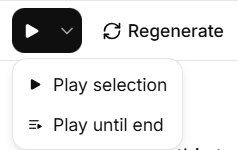 Regenerate
Play selection
Play until end